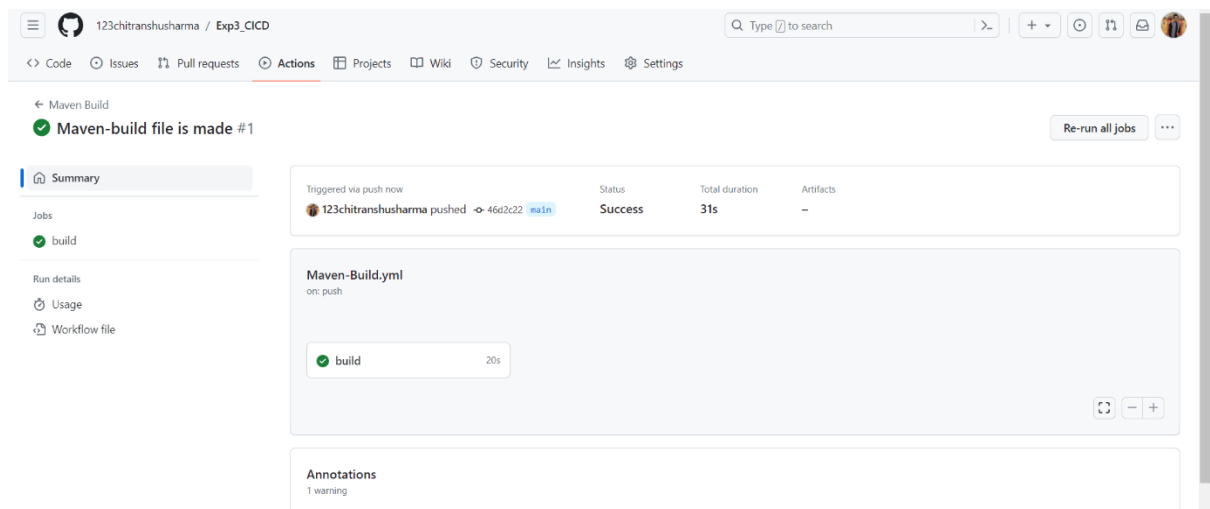 123chitranshusharma / Exp3_CICD
Type / to search
Code Issues Pull requests Actions Projects Wiki Security Insights Settings
Maven Build
Maven-build file is made #1
Re-run all jobs
Summary
Jobs
build
Run details
Usage
Workflow file
Triggered via push now
123chitranshusharma pushed 46d2c22 main
Status
Success
Total duration
31s
Artifacts
–
Maven-Build.yml
on: push
build 20s
Annotations
1 warning